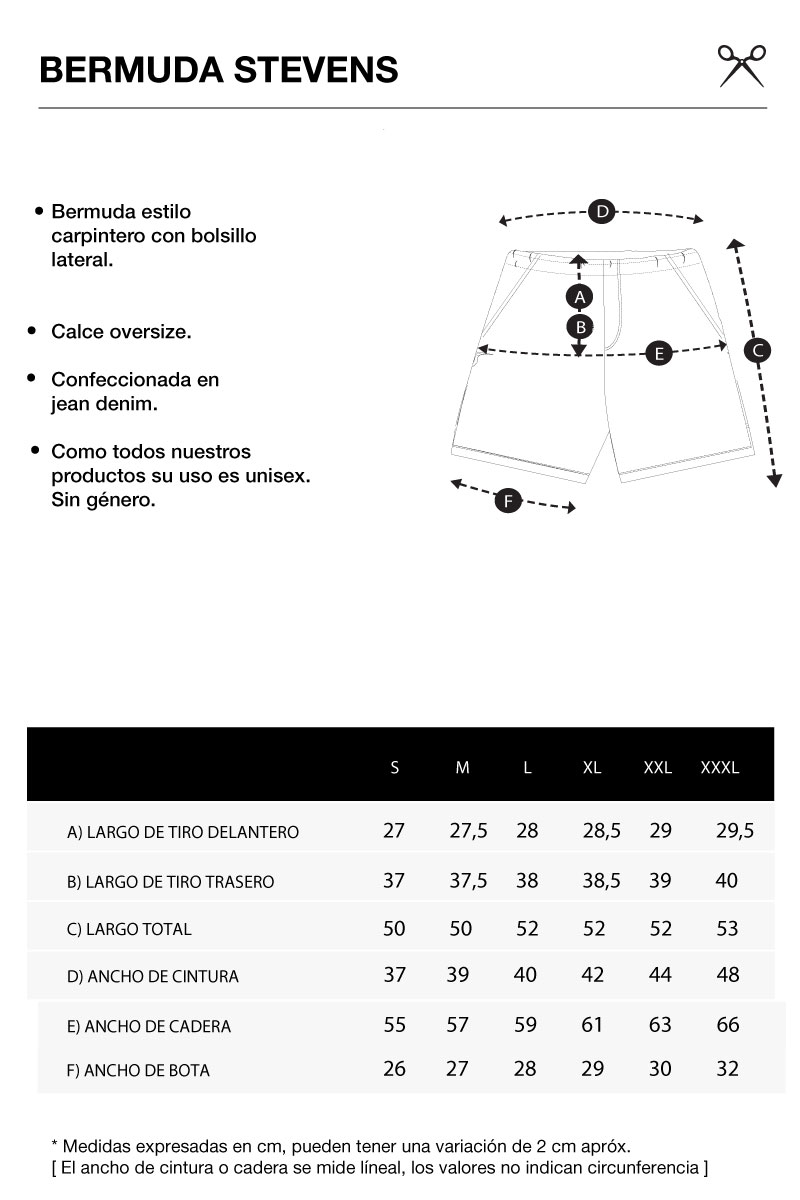 BERMUDA STEVENS
• Bermuda estilo
carpintero con bolsillo
lateral.
• Calce oversize.
• Confeccionada en
jean denim.
• Como todos nuestros
productos su uso es unisex.
Sin género.
D
A
B
E
C
F
S M L XL XXL XXXL
A) LARGO DE TIRO DELANTERO 27 27,5 28 28,5 29 29,5
B) LARGO DE TIRO TRASERO 37 37,5 38 38,5 39 40
C) LARGO TOTAL 50 50 52 52 52 53
D) ANCHO DE CINTURA 37 39 40 42 44 48
E) ANCHO DE CADERA 55 57 59 61 63 66
F) ANCHO DE BOTA 26 27 28 29 30 32
* Medidas expresadas en cm, pueden tener una variación de 2 cm apróx.
[ El ancho de cintura o cadera se mide líneal, los valores no indican circunferencia ]